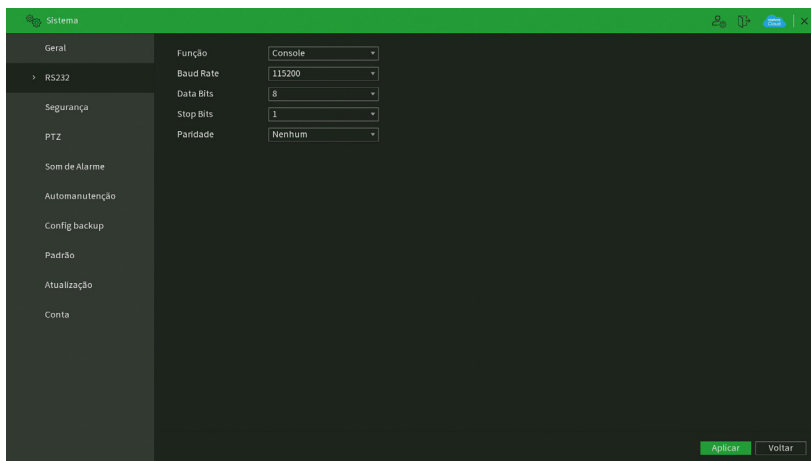 Sistema
Geral
RS232
Segurança
PTZ
Som de Alarme
Automanutenção
Config backup
Padrão
Atualização
Conta
Função Console
Baud Rate 115200
Data Bits 8
Stop Bits 1
Paridade Nenhum
Aplicar Voltar